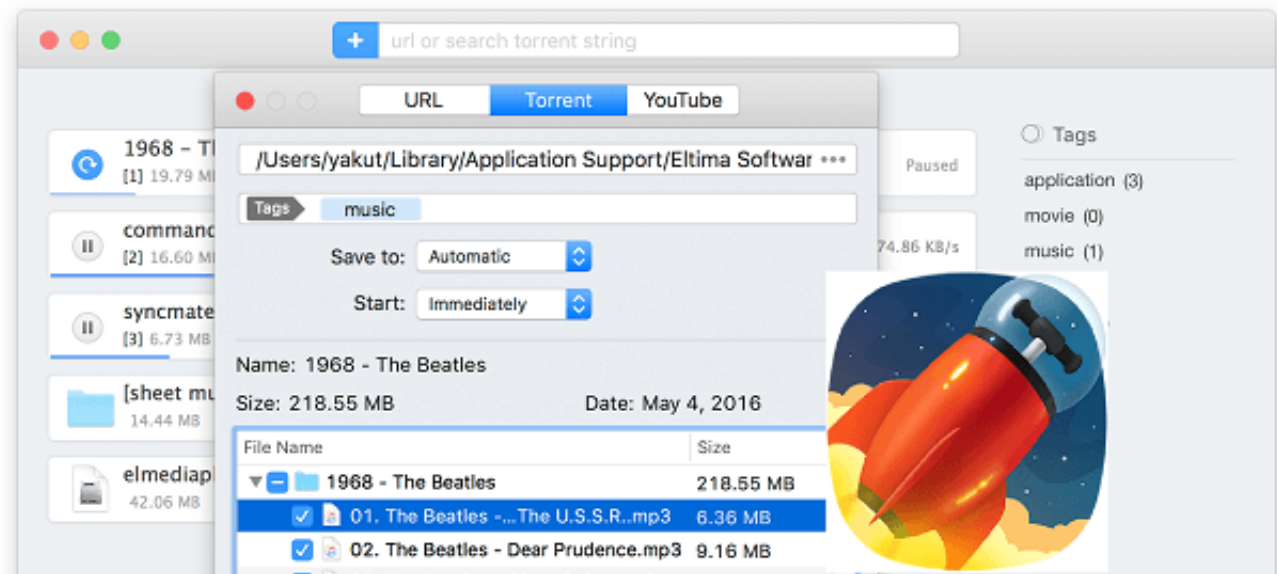 + url or search torrent string
URL Torrent YouTube
/Users/yakut/Library/Application Support/Eltima Softwar •••
Tags music
Save to: Automatic
Start: Immediately
Name: 1968 - The Beatles
Size: 218.55 MB Date: May 4, 2016
File Name Size
1968 - The Beatles 218.55 MB
01. The Beatles -...The U.S.S.R..mp3 6.36 MB
02. The Beatles - Dear Prudence.mp3 9.16 MB
1968 – Th
[1] 19.79 M
Paused
command
[2] 16.60 M
74.86 KB/s
syncmate
[3] 6.73 MB
[sheet mu
14.44 MB
elmediap
42.06 MB
Tags
application (3)
movie (0)
music (1)